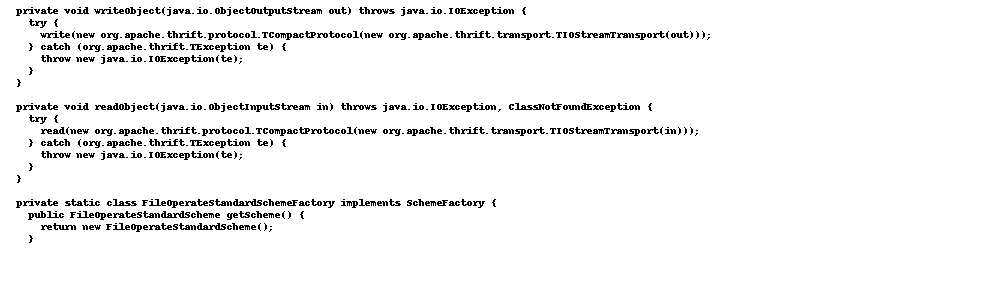 private void writeObject(java.io.ObjectOutputStream out) throws java.io.IOException {
try {
write(new org.apache.thrift.protocol.TCompactProtocol(new org.apache.thrift.transport.TIOStreamTransport(out)));
} catch (org.apache.thrift.TException te) {
throw new java.io.IOException(te);
}
}
private void readObject(java.io.ObjectInputStream in) throws java.io.IOException, ClassNotFoundException {
try {
read(new org.apache.thrift.protocol.TCompactProtocol(new org.apache.thrift.transport.TIOStreamTransport(in)));
} catch (org.apache.thrift.TException te) {
throw new java.io.IOException(te);
}
}
private static class FileOperateStandardSchemeFactory implements SchemeFactory {
public FileOperateStandardScheme getScheme() {
return new FileOperateStandardScheme();
}